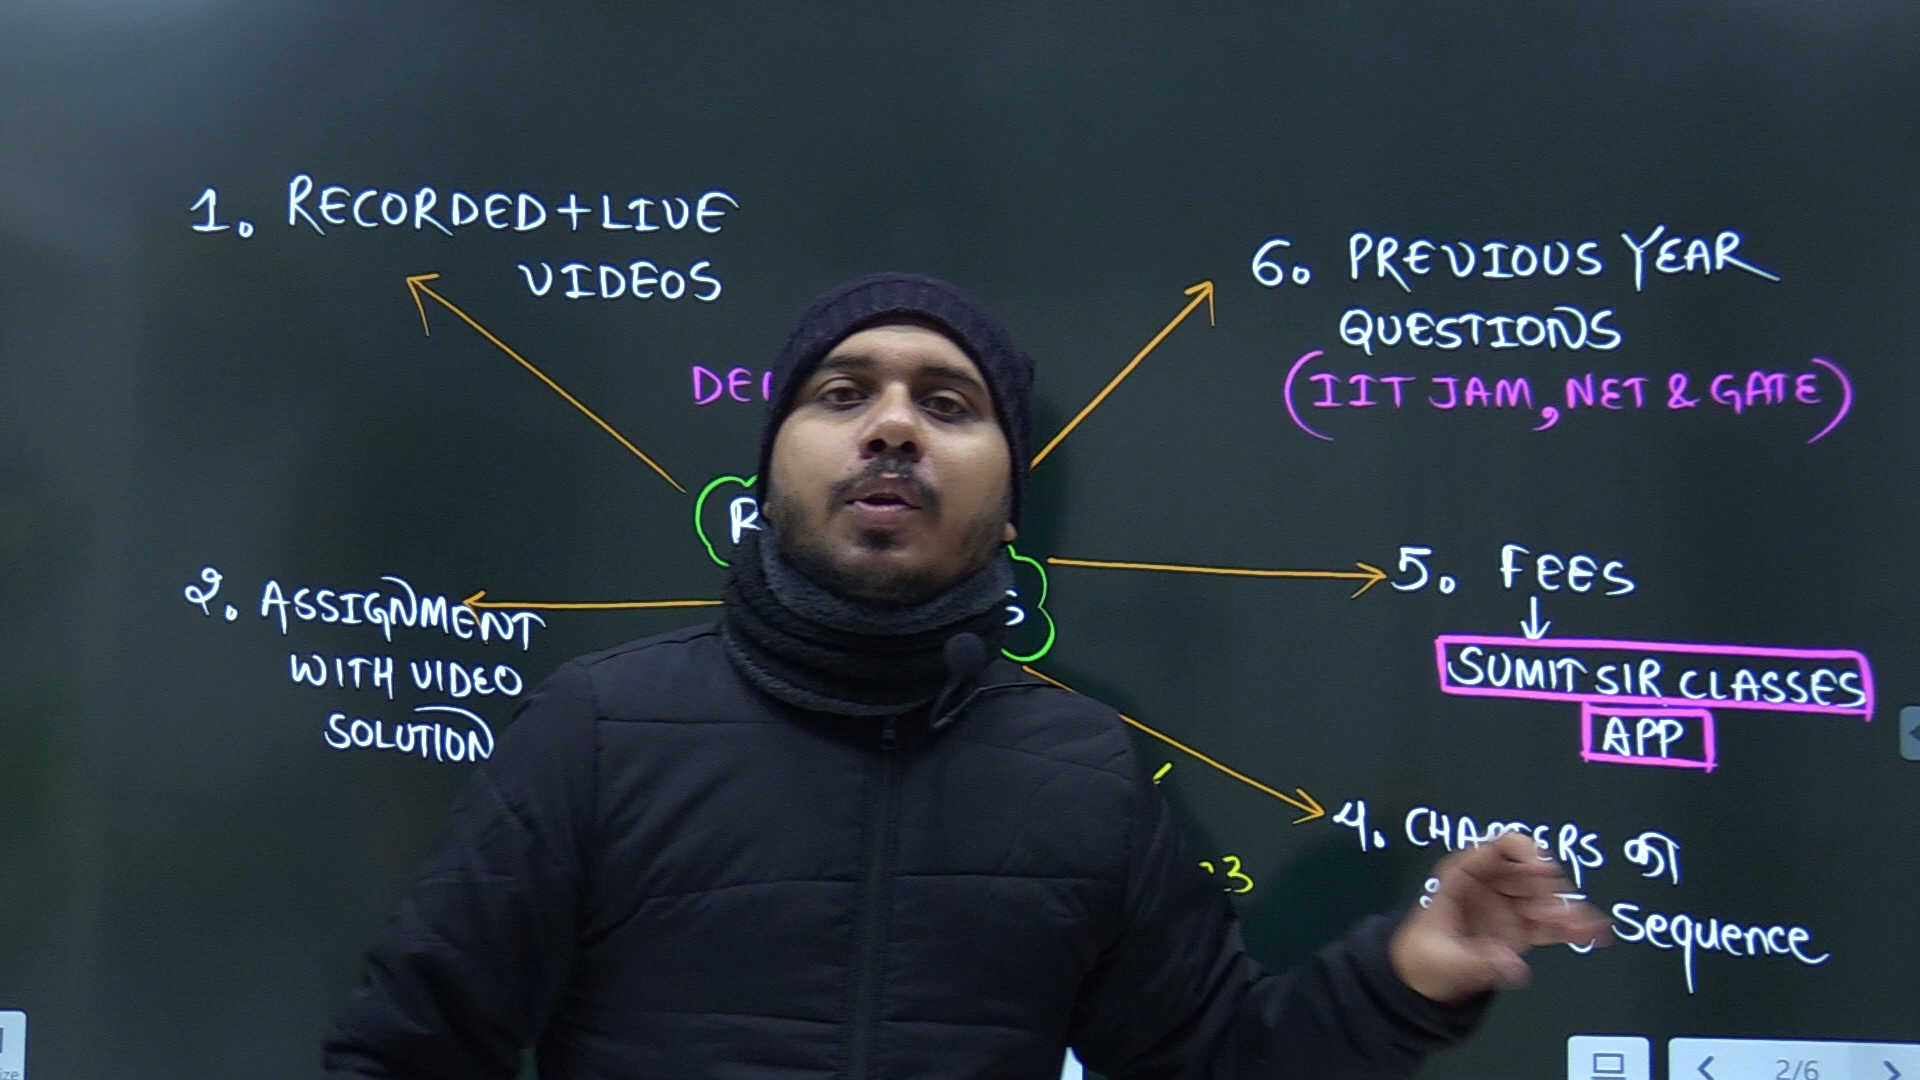 1. RECORDED+LIVE
VIDEOS
2. ASSIGNMENT
WITH VIDEO
SOLUTION
6. PREVIOUS YEAR
QUESTIONS
(IIT JAM, NET & GATE)
5. FEES
SUMIT SIR CLASSES
APP
4. CHAPTERS का
Sequence
2/6